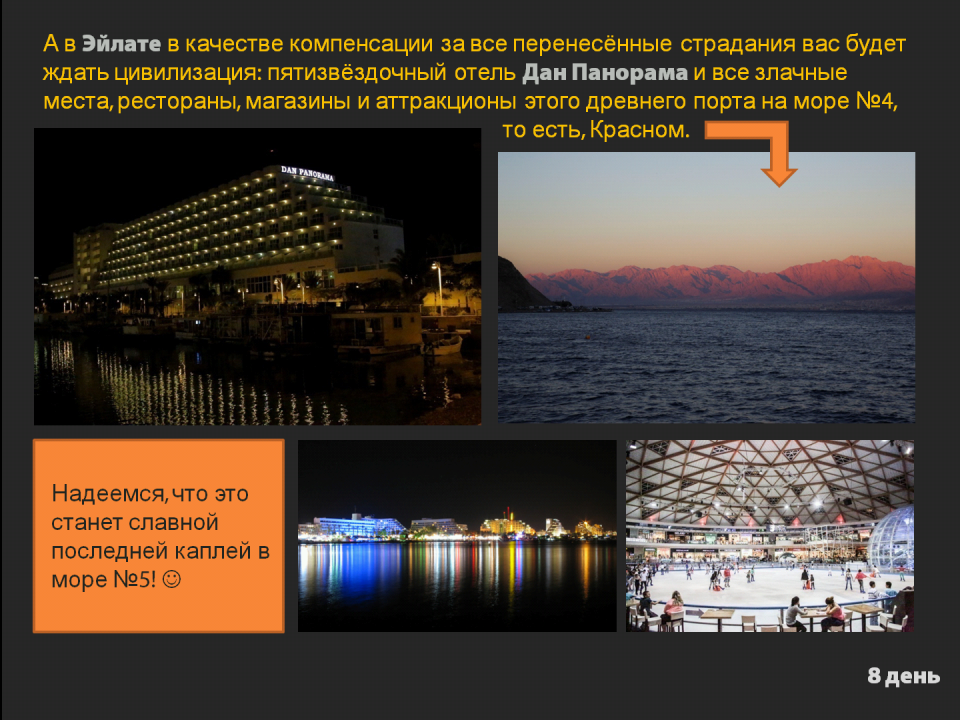 А в Эйлате в качестве компенсации за все перенесённые страдания вас будет
ждать цивилизация: пятизвёздочный отель Дан Панорама и все злачные
места, рестораны, магазины и аттракционы этого древнего порта на море №4,
то есть, Красном.
DAN PANORAMA
Надеемся, что это
станет славной
последней каплей в
море №5! ☺
8 день